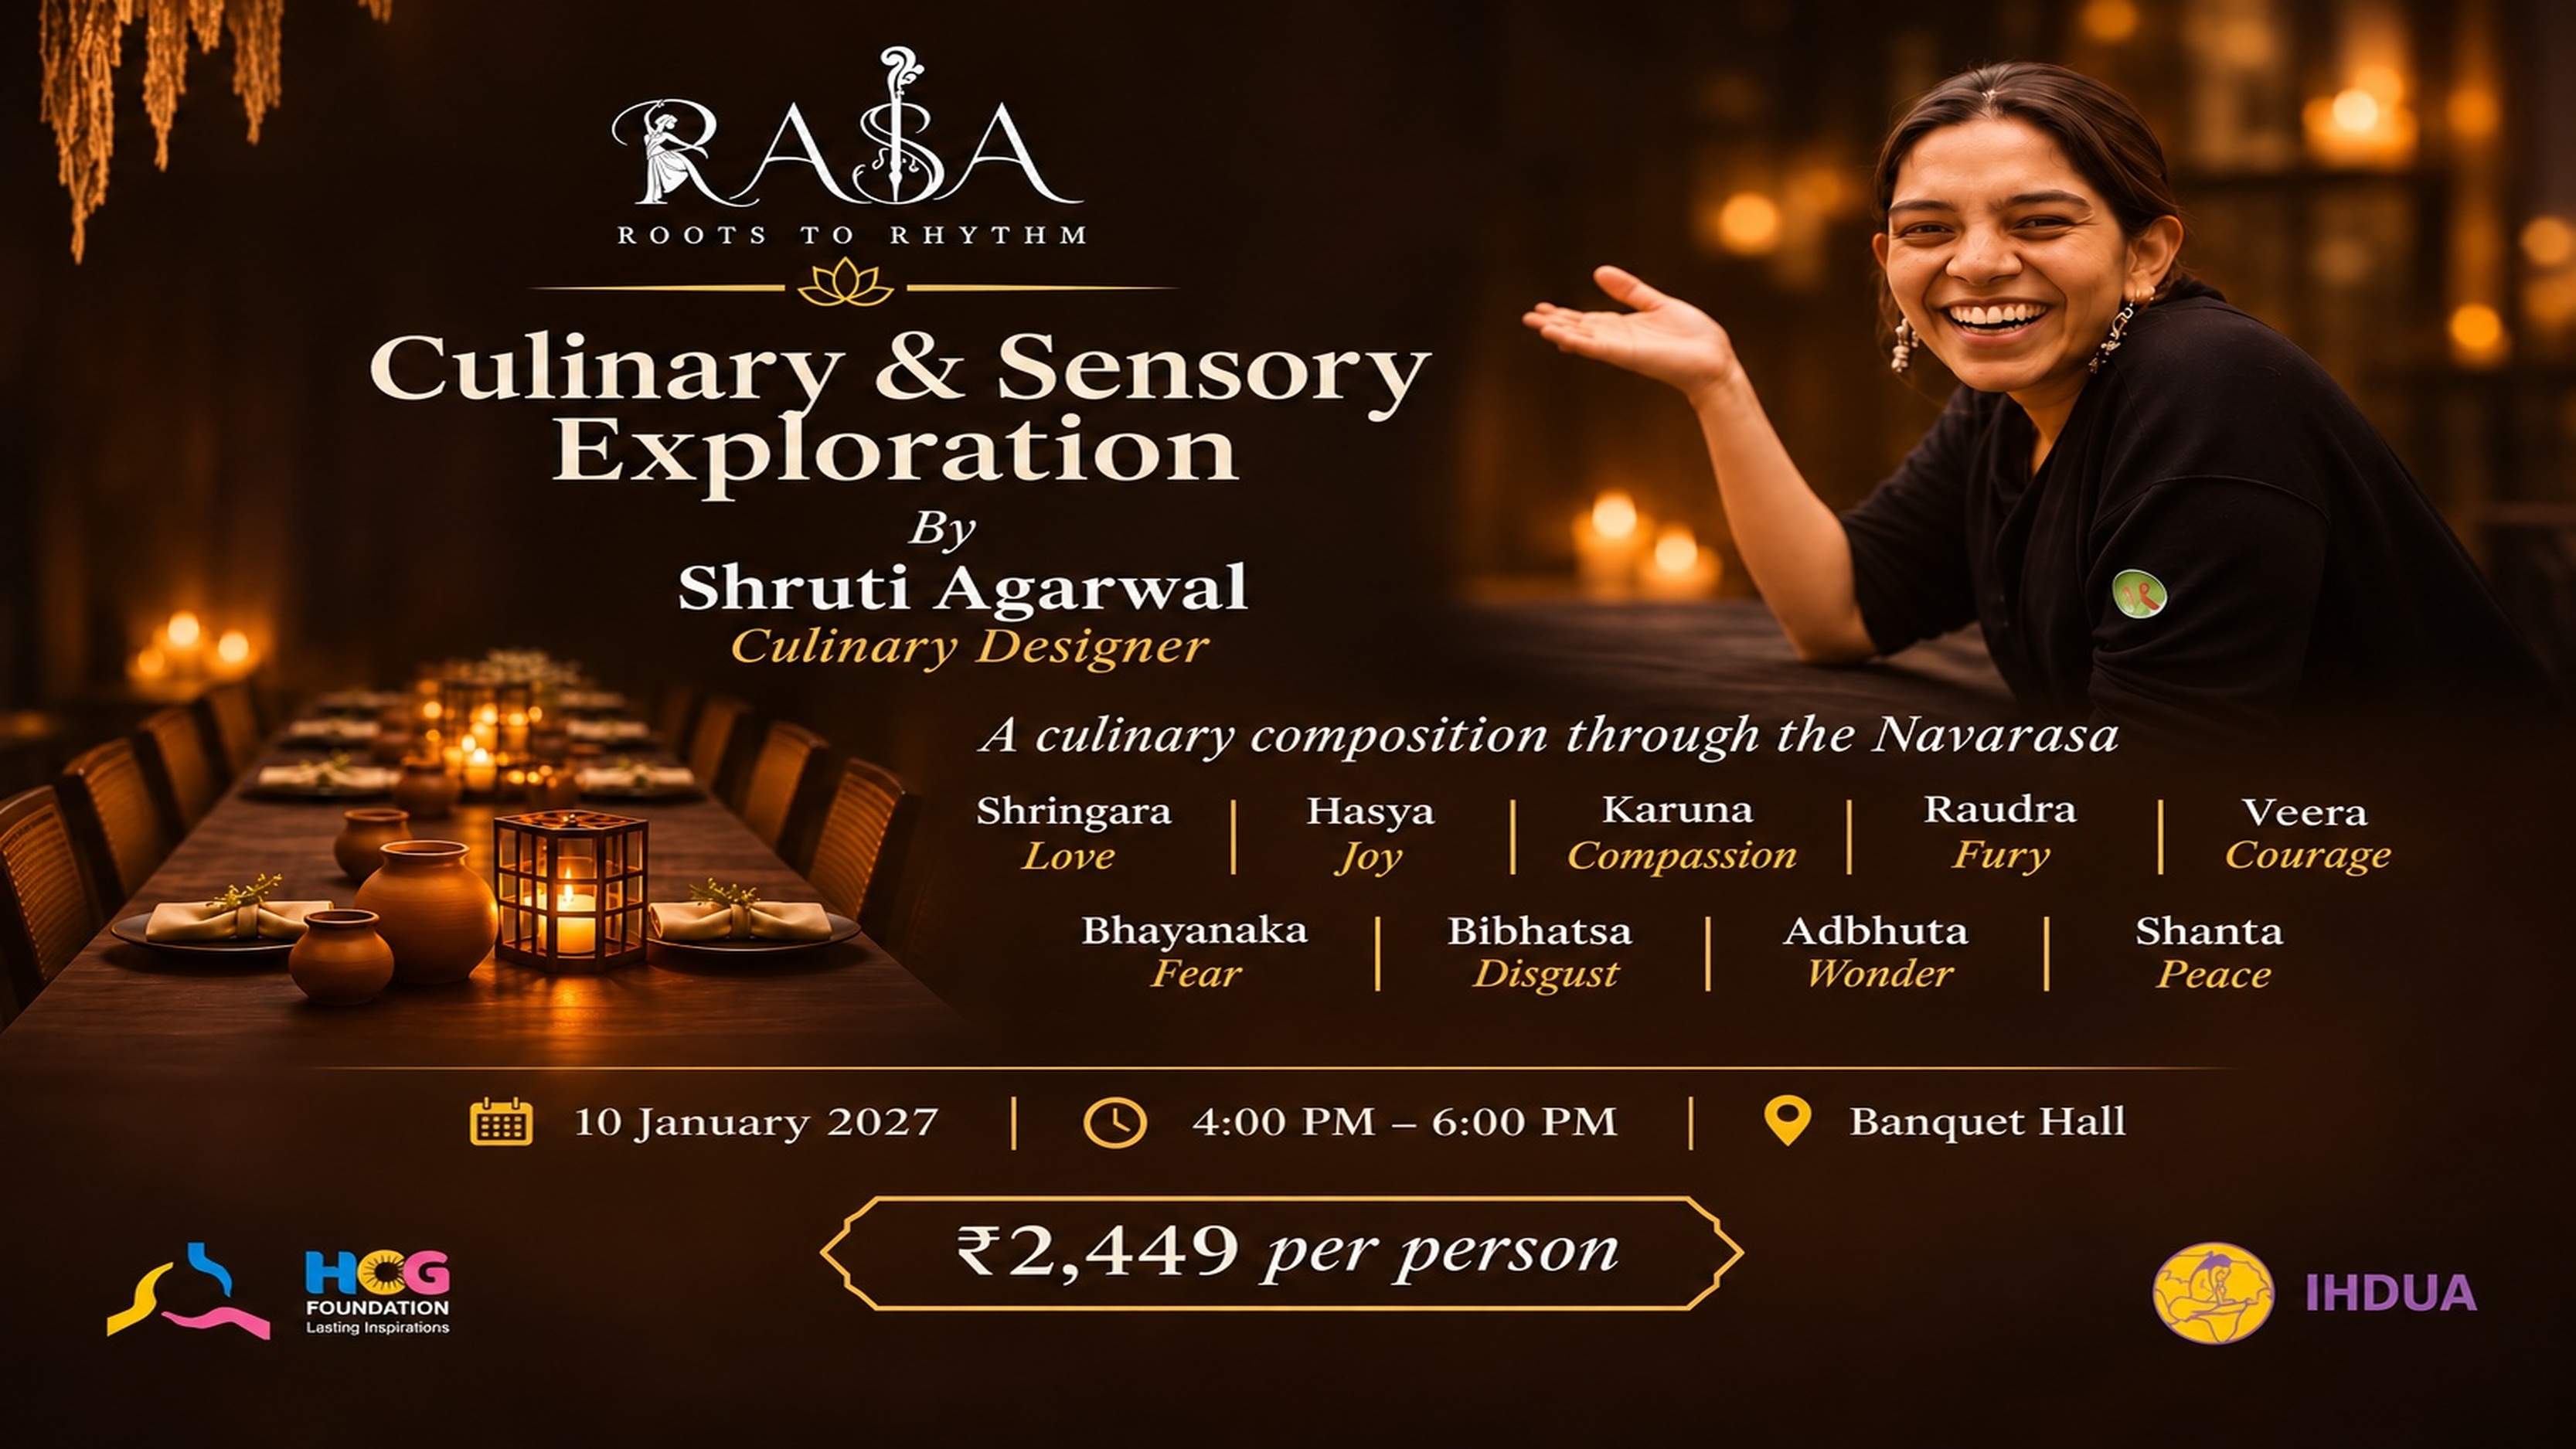 RASA
ROOTS TO RHYTHM
Culinary & Sensory
Exploration
By
Shruti Agarwal
Culinary Designer
A culinary composition through the Navarasa
Shringara | Hasya | Karuna | Raudra | Veera
Love | Joy | Compassion | Fury | Courage
Bhayanaka | Bibhatsa | Adbhuta | Shanta
Fear | Disgust | Wonder | Peace
10 January 2027 | 4:00 PM – 6:00 PM | Banquet Hall
₹2,449 per person
HCG
FOUNDATION
Lasting Inspirations
IHDUA